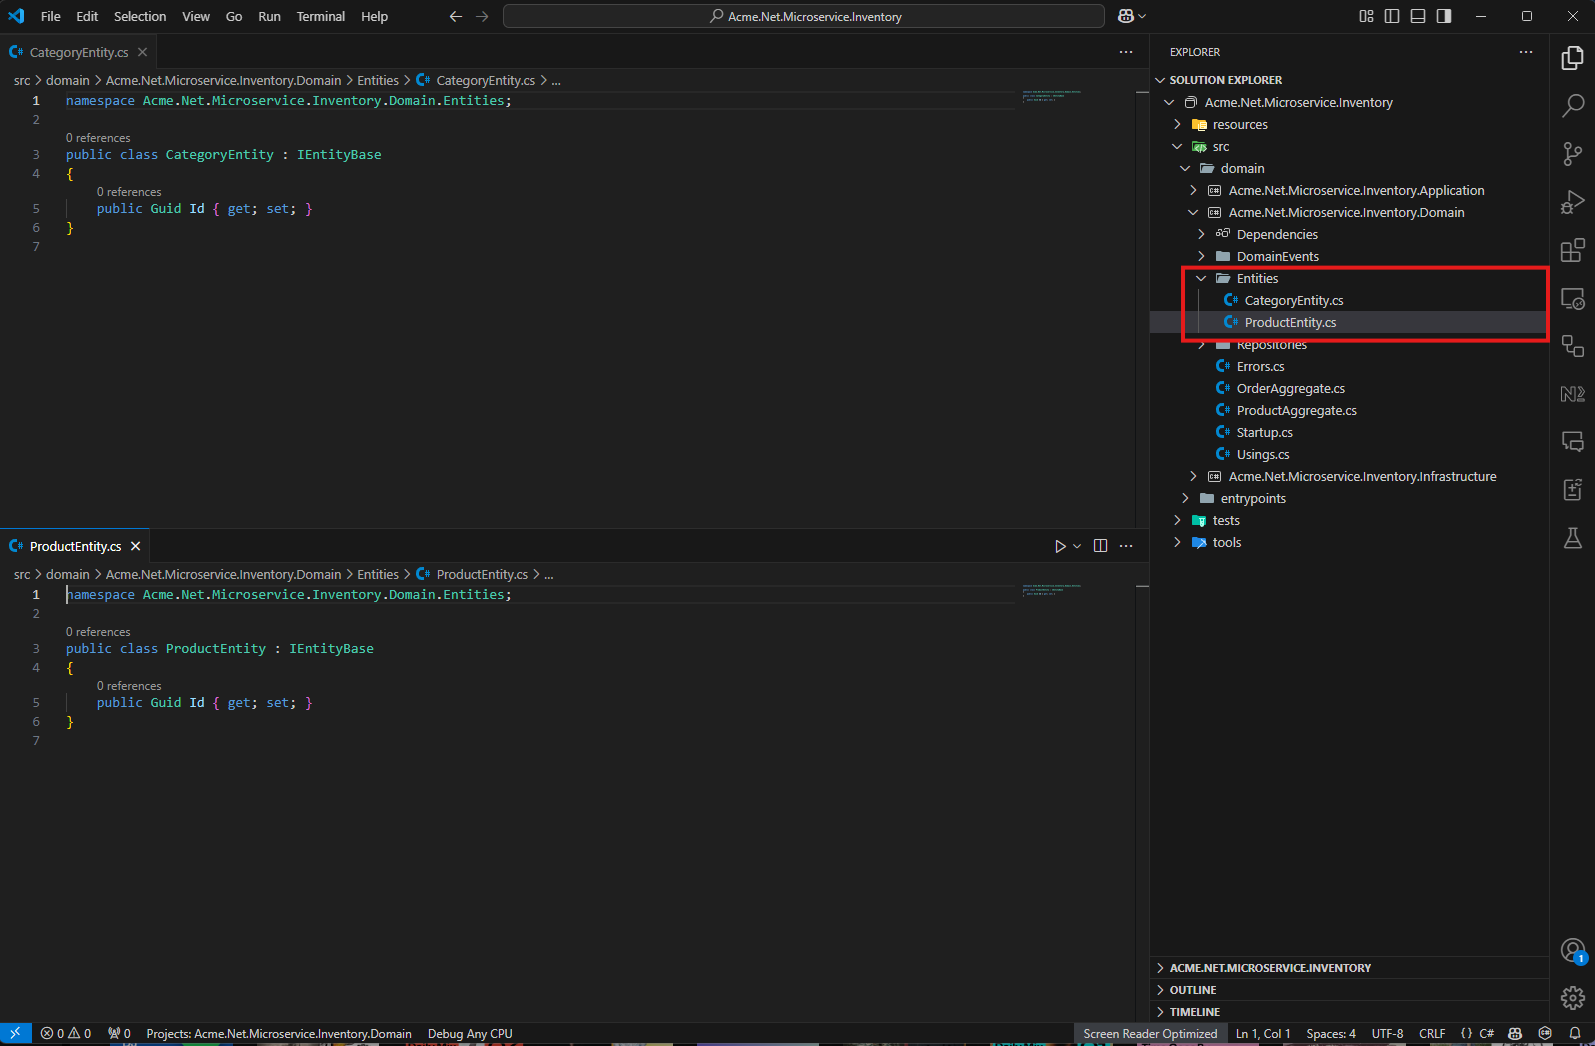 File Edit Selection View Go Run Terminal Help
Acme.Net.Microservice.Inventory
CategoryEntity.cs
src > domain > Acme.Net.Microservice.Inventory.Domain > Entities > CategoryEntity.cs > ...
1 namespace Acme.Net.Microservice.Inventory.Domain.Entities;
2
0 references
3 public class CategoryEntity : IEntityBase
4 {
0 references
5 public Guid Id { get; set; }
6 }
7
ProductEntity.cs
src > domain > Acme.Net.Microservice.Inventory.Domain > Entities > ProductEntity.cs > ...
1 namespace Acme.Net.Microservice.Inventory.Domain.Entities;
2
0 references
3 public class ProductEntity : IEntityBase
4 {
0 references
5 public Guid Id { get; set; }
6 }
7
EXPLORER
SOLUTION EXPLORER
Acme.Net.Microservice.Inventory
resources
src
domain
Acme.Net.Microservice.Inventory.Application
Acme.Net.Microservice.Inventory.Domain
Dependencies
DomainEvents
Entities
CategoryEntity.cs
ProductEntity.cs
Repositories
Errors.cs
OrderAggregate.cs
ProductAggregate.cs
Startup.cs
Usings.cs
Acme.Net.Microservice.Inventory.Infrastructure
entrypoints
tests
tools
ACME.NET.MICROSERVICE.INVENTORY
OUTLINE
TIMELINE
1
0 0 0 Projects: Acme.Net.Microservice.Inventory.Domain Debug Any CPU Screen Reader Optimized Ln 1, Col 1 Spaces: 4 UTF-8 CRLF {} C#